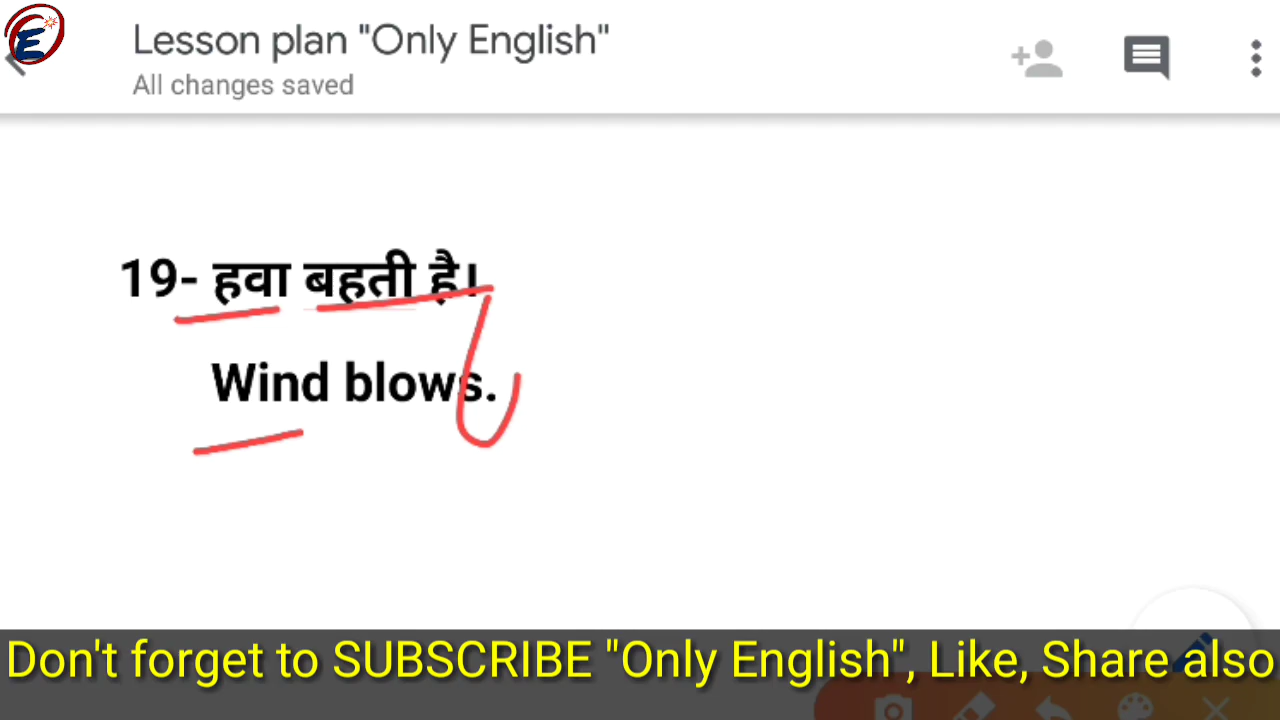 E
Lesson plan "Only English"
All changes saved
19- हवा बहती है।
Wind blows.
Don't forget to SUBSCRIBE "Only English", Like, Share also